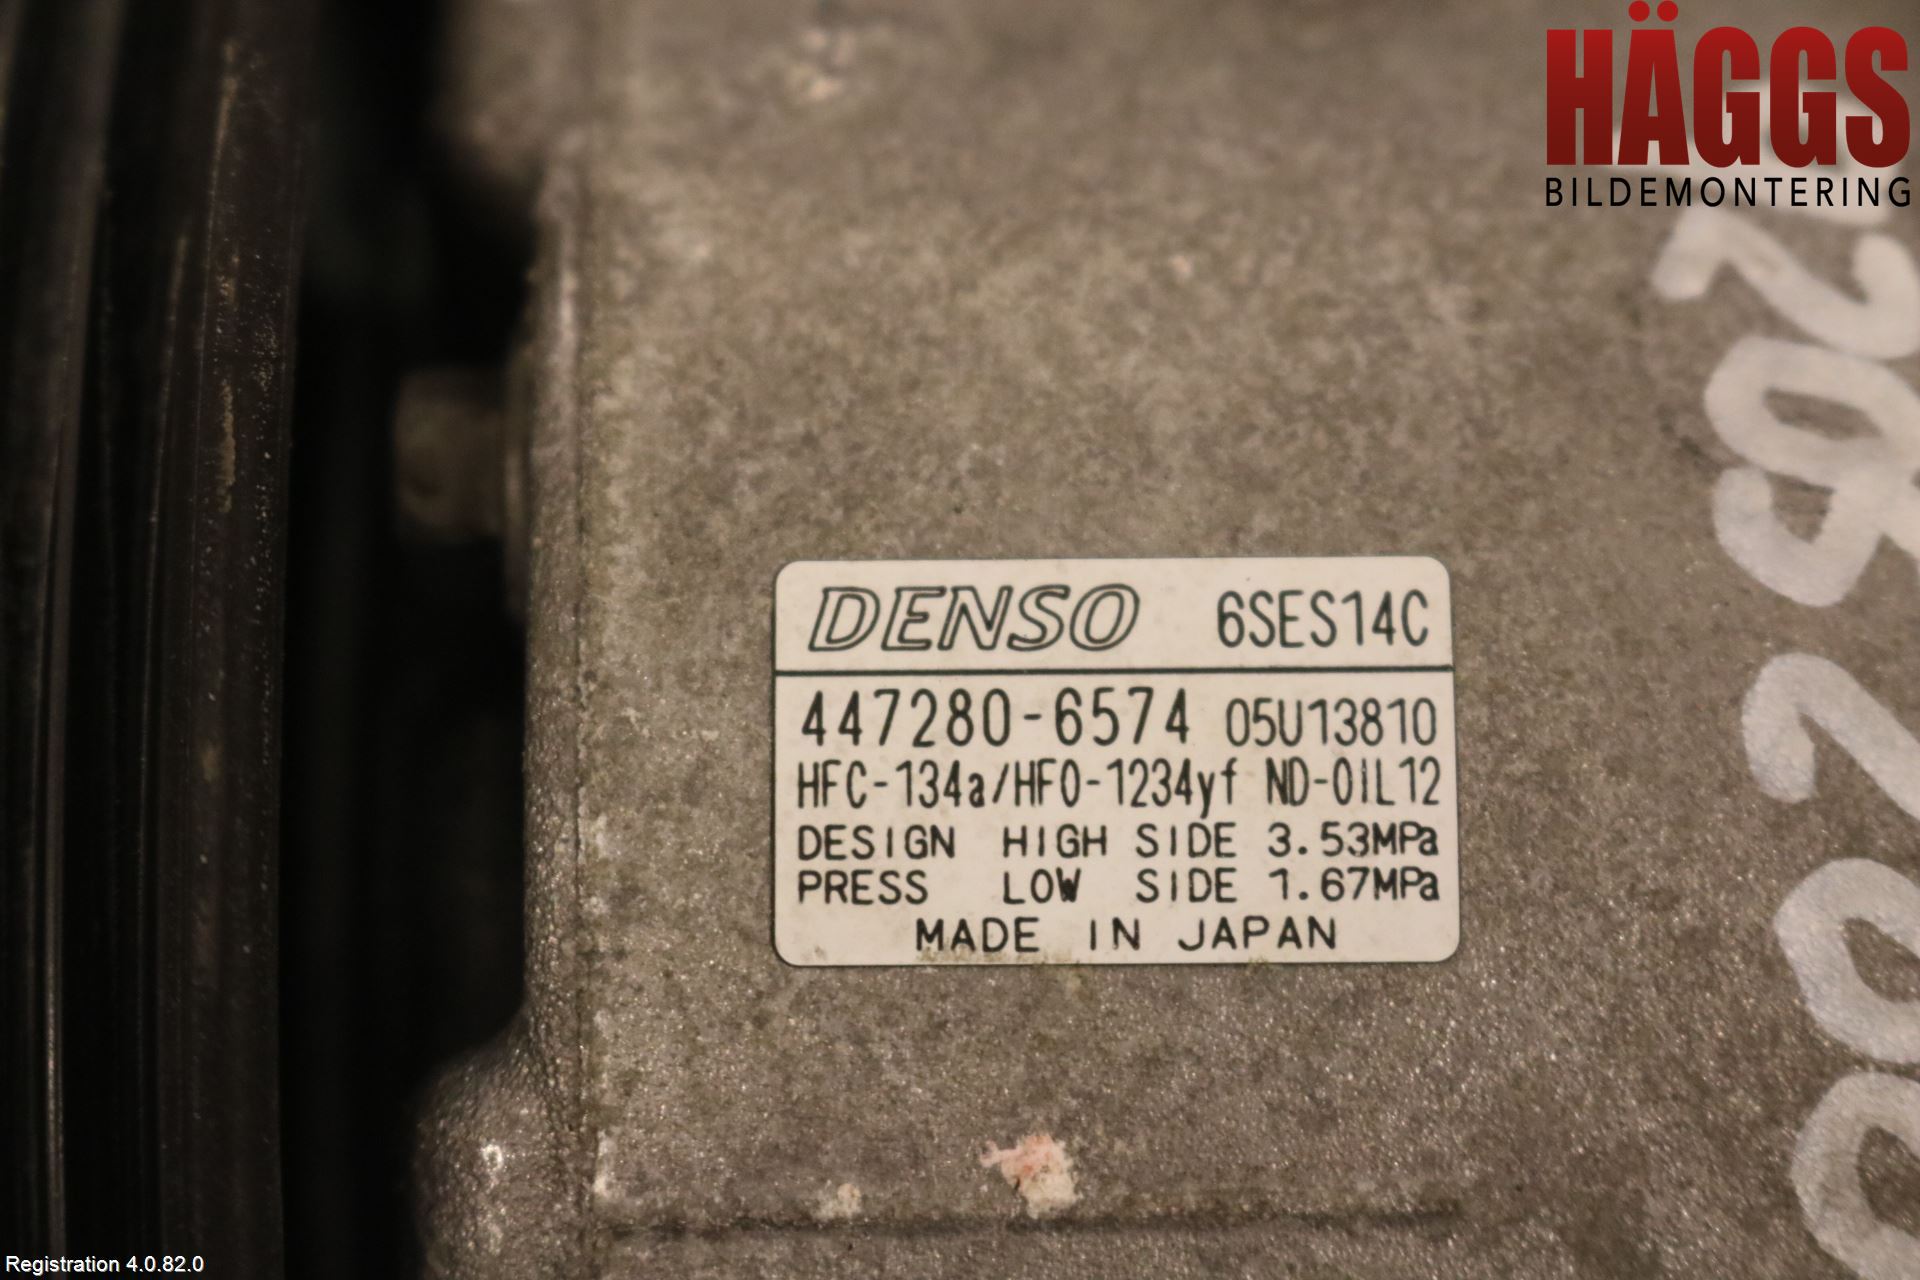 HÄGGS
BILDEMONTERING
DENSO 6SES14C
447280-6574 05U13810
HFC-134a/HFO-1234yf ND-OIL12
DESIGN HIGH SIDE 3.53MPa
PRESS LOW SIDE 1.67MPa
MADE IN JAPAN
Registration 4.0.82.0